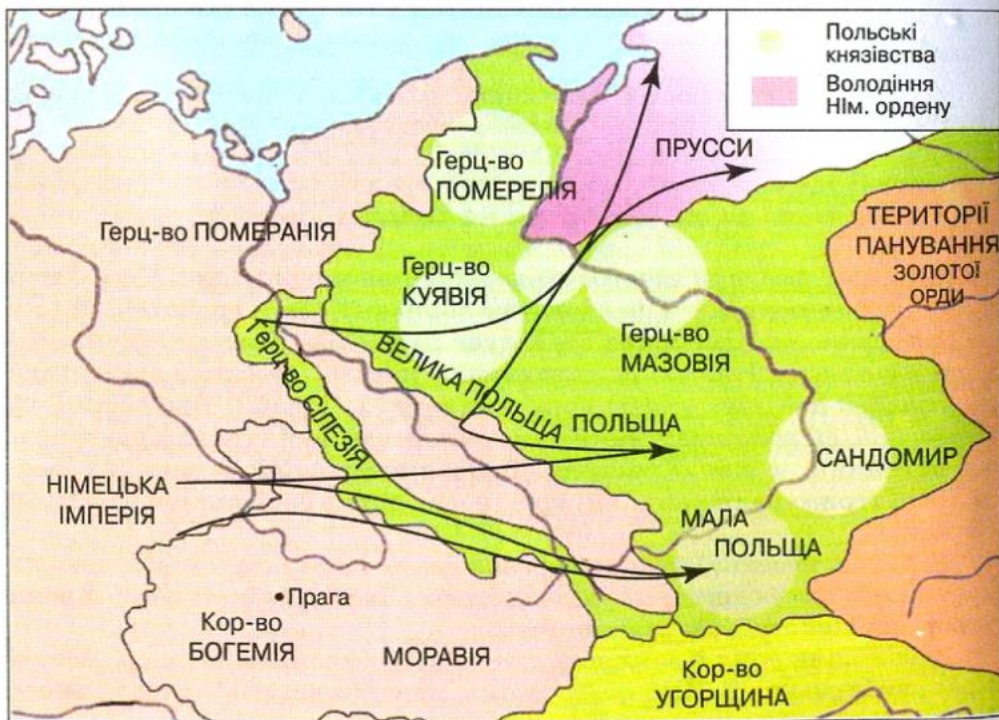 Польські
князівства
Володіння
Нім. ордену
Герц-во
ПОМЕРЕЛІЯ
ПРУССИ
Герц-во ПОМЕРАНІЯ
ТЕРИТОРІЇ
ПАНУВАННЯ
ЗОЛОТОЇ
ОРДИ
Герц-во
КУЯВІЯ
Герц-во
МАЗОВІЯ
Герц-во СІЛЕЗІЯ
ВЕЛИКА ПОЛЬЩА
ПОЛЬЩА
САНДОМИР
НІМЕЦЬКА
ІМПЕРІЯ
МАЛА
ПОЛЬЩА
Прага
Кор-во
БОГЕМІЯ
МОРАВІЯ
Кор-во
УГОРЩИНА